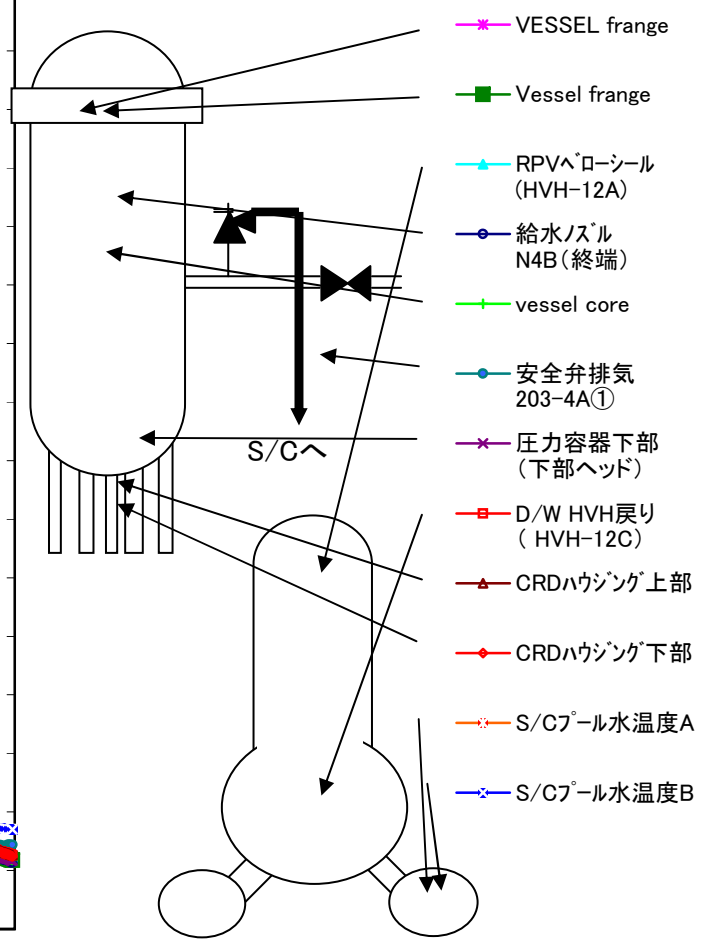 VESSEL frange
Vessel frange
RPVﾍﾞﾛｰｼｰﾙ
(HVH-12A)
給水ﾉｽﾞﾙ
N4B(終端)
vessel core
安全弁排気
203-4A①
圧力容器下部
(下部ヘッド)
D/W HVH戻り
( HVH-12C)
CRDﾊｳｼﾞﾝｸﾞ上部
CRDﾊｳｼﾞﾝｸﾞ下部
S/Cﾌﾟｰﾙ水温度A
S/Cﾌﾟｰﾙ水温度B
S/Cへ